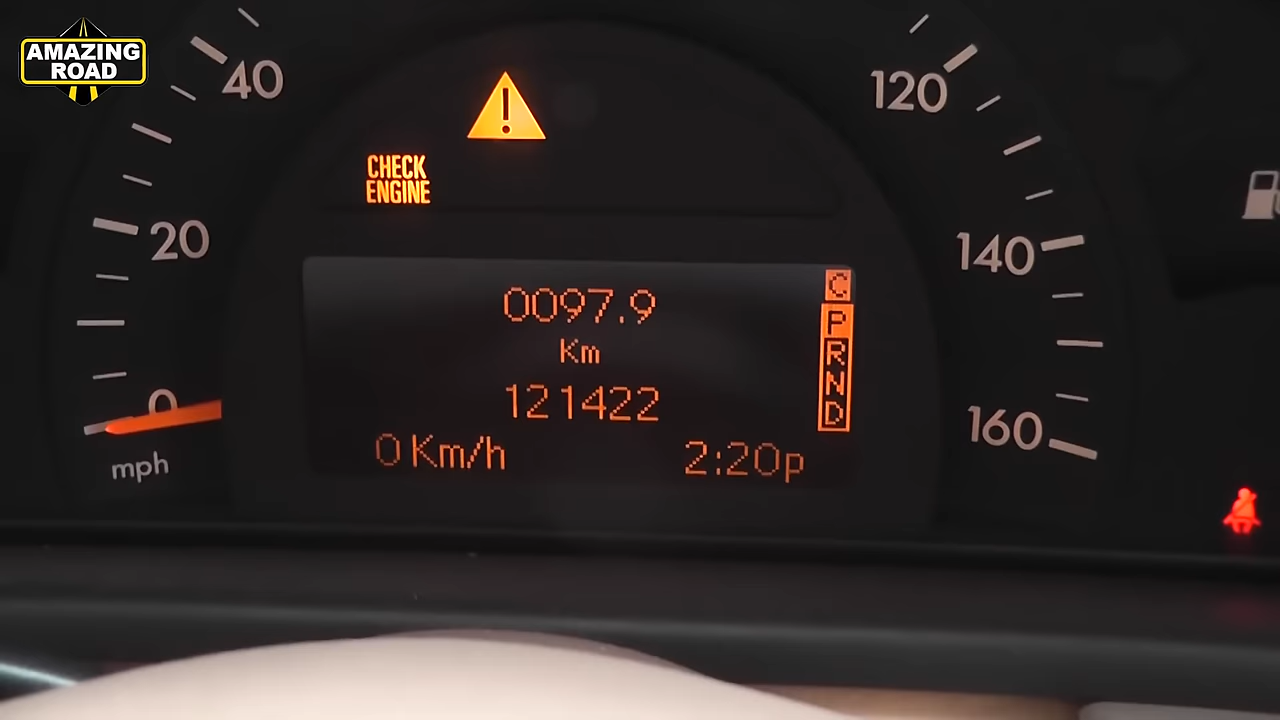 AMAZING
ROAD
40
120
CHECK
ENGINE
20
140
0097.9
Km
121422
C
P
R
N
D
0
mph
0 Km/h
2:20p
160